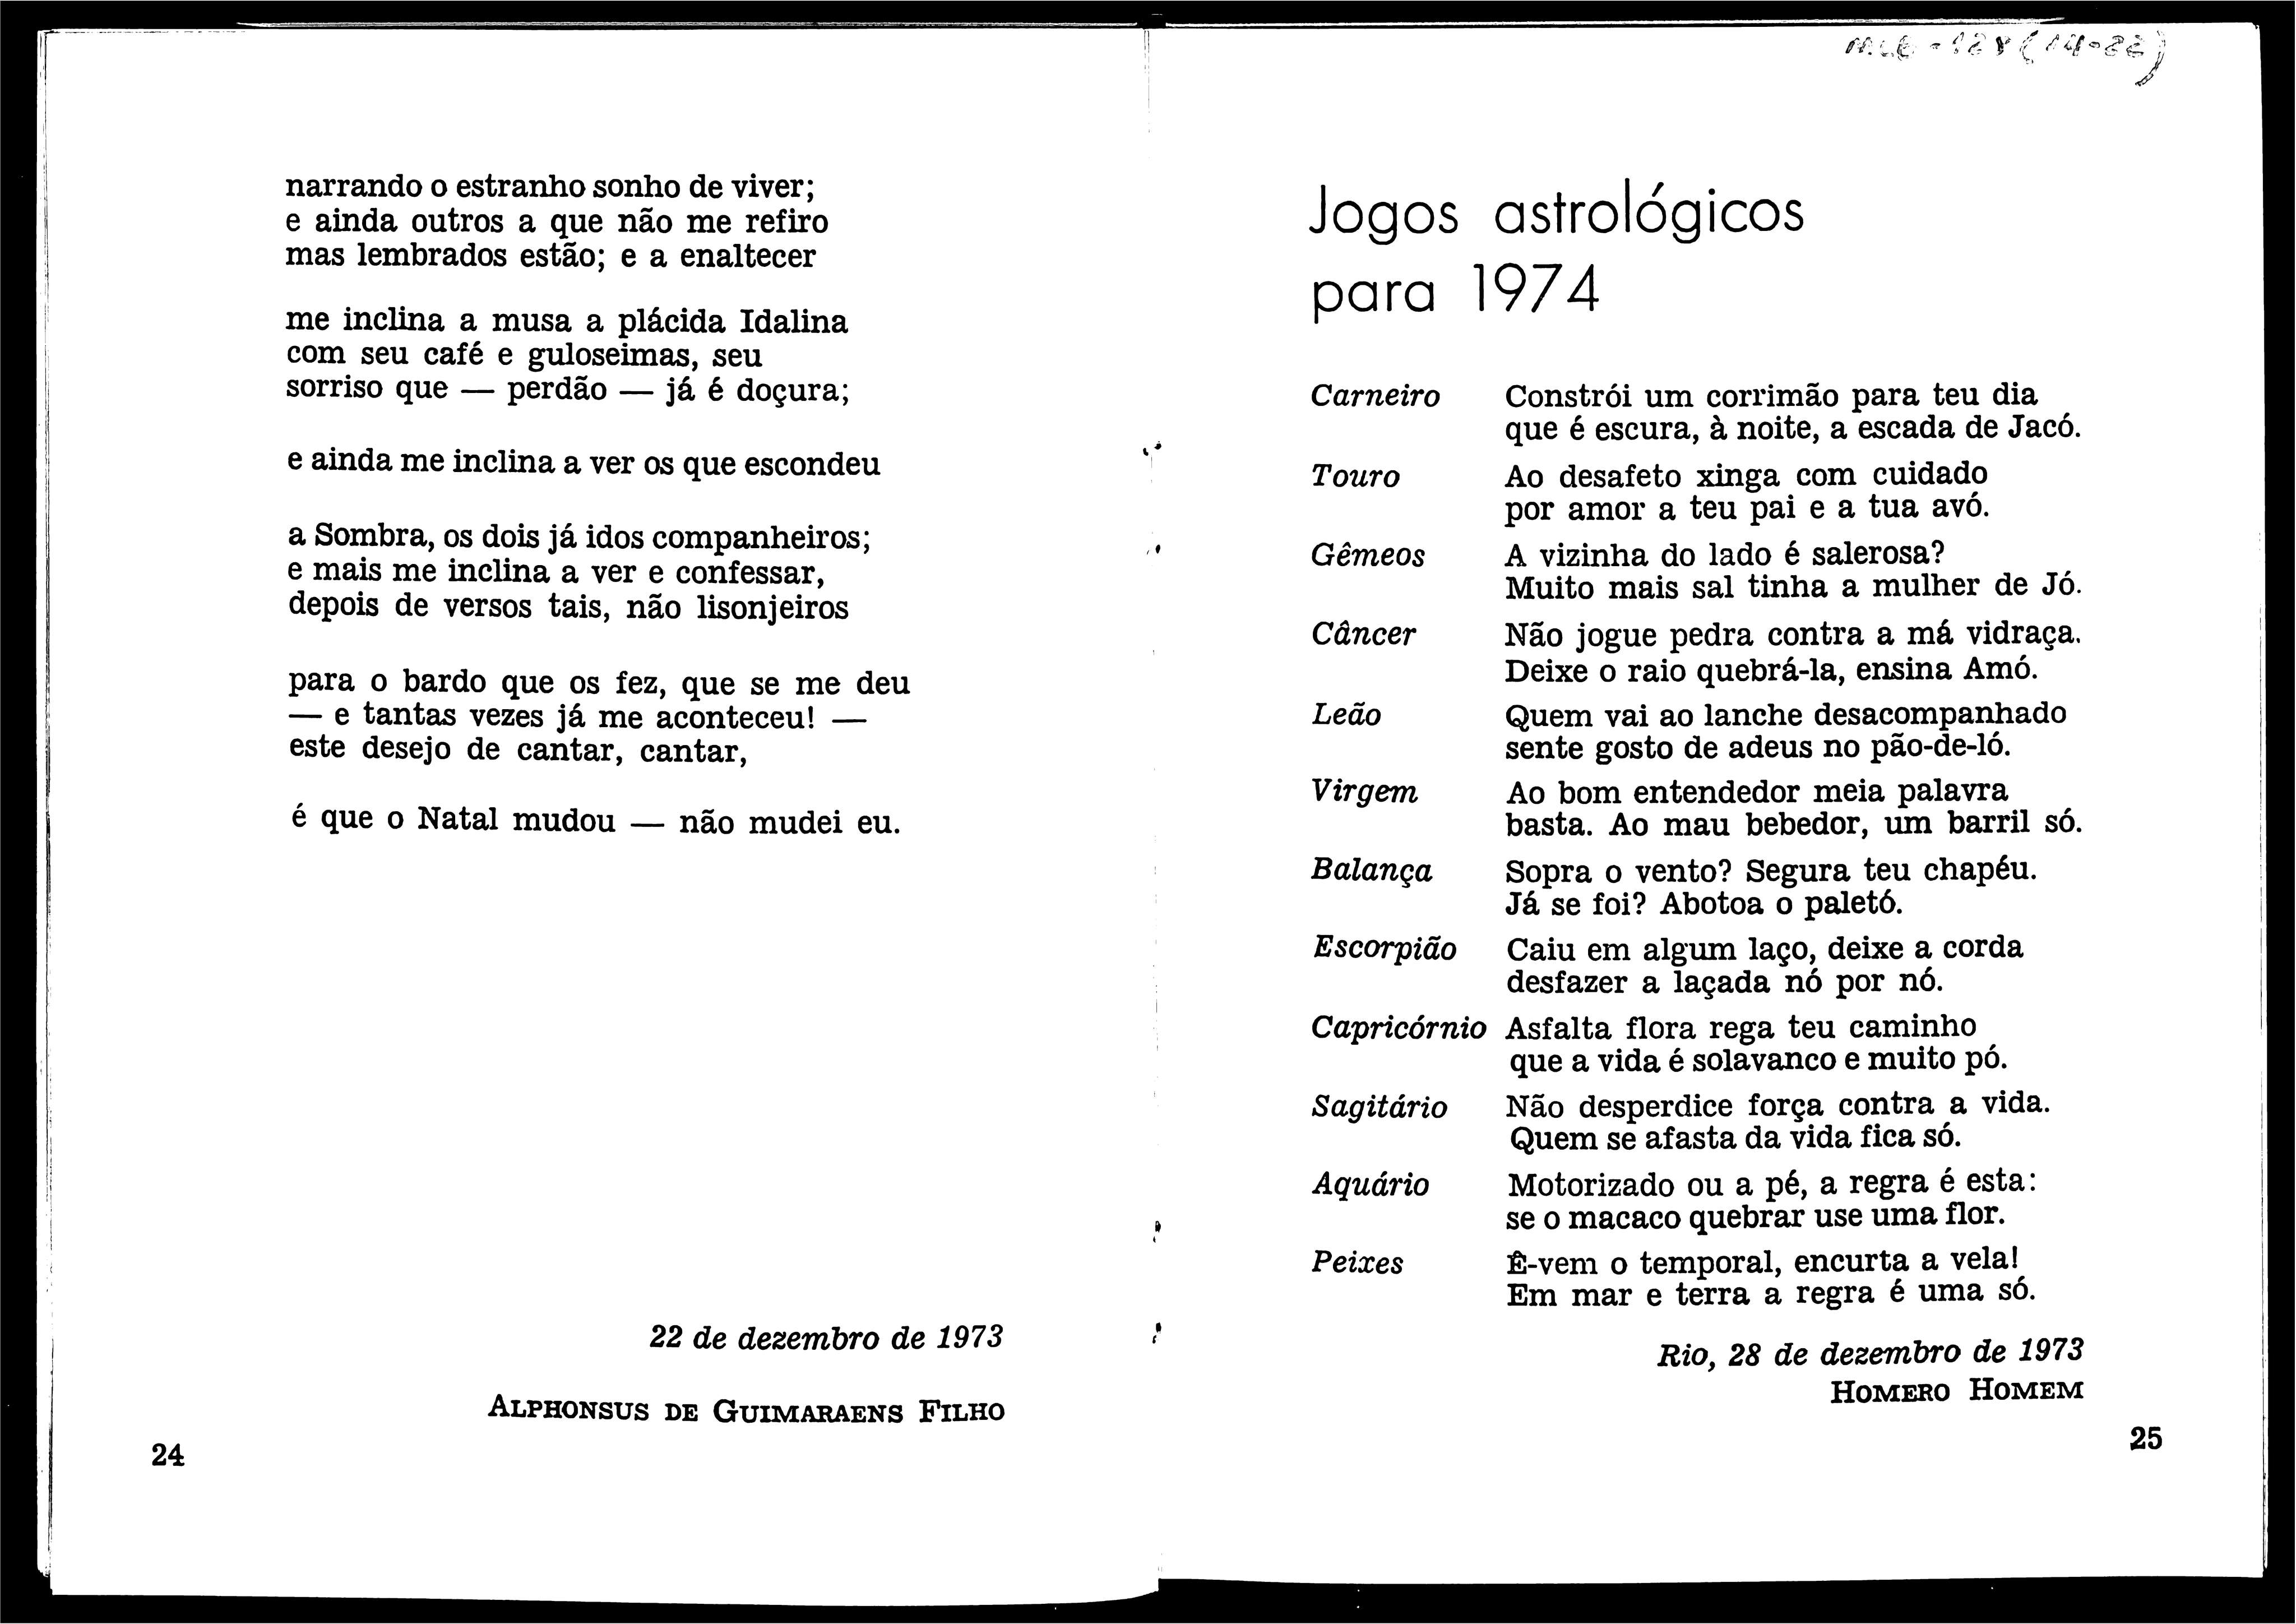 narrando o estranho sonho de viver;
e ainda outros a que não me refiro
mas lembrados estão; e a enaltecer
me inclina a musa a plácida Idalina
com seu café e guloseimas, seu
sorriso que — perdão — já é doçura;
e ainda me inclina a ver os que escondeu
a Sombra, os dois já idos companheiros;
e mais me inclina a ver e confessar,
depois de versos tais, não lisonjeiros
para o bardo que os fez, que se me deu
— e tantas vezes já me aconteceu! —
este desejo de cantar, cantar,
é que o Natal mudou — não mudei eu.
22 de dezembro de 1973
ALPHONSUS DE GUIMARAENS FILHO
24
Jogos astrológicos
para 1974
Carneiro Constrói um corrimão para teu dia
que é escura, à noite, a escada de Jacó.
Touro Ao desafeto xinga com cuidado
por amor a teu pai e a tua avó.
Gêmeos A vizinha do lado é salerosa?
Muito mais sal tinha a mulher de Jó.
Câncer Não jogue pedra contra a má vidraça.
Deixe o raio quebrá-la, ensina Amó.
Leão Quem vai ao lanche desacompanhado
sente gosto de adeus no pão-de-ló.
Virgem Ao bom entendedor meia palavra
basta. Ao mau bebedor, um barril só.
Balança Sopra o vento? Segura teu chapéu.
Já se foi? Abotoa o paletó.
Escorpião Caiu em algum laço, deixe a corda
desfazer a laçada nó por nó.
Capricórnio Asfalta flora rega teu caminho
que a vida é solavanco e muito pó.
Sagitário Não desperdice força contra a vida.
Quem se afasta da vida fica só.
Aquário Motorizado ou a pé, a regra é esta:
se o macaco quebrar use uma flor.
Peixes Ê-vem o temporal, encurta a vela!
Em mar e terra a regra é uma só.
Rio, 28 de dezembro de 1973
HOMERO HOMEM
25